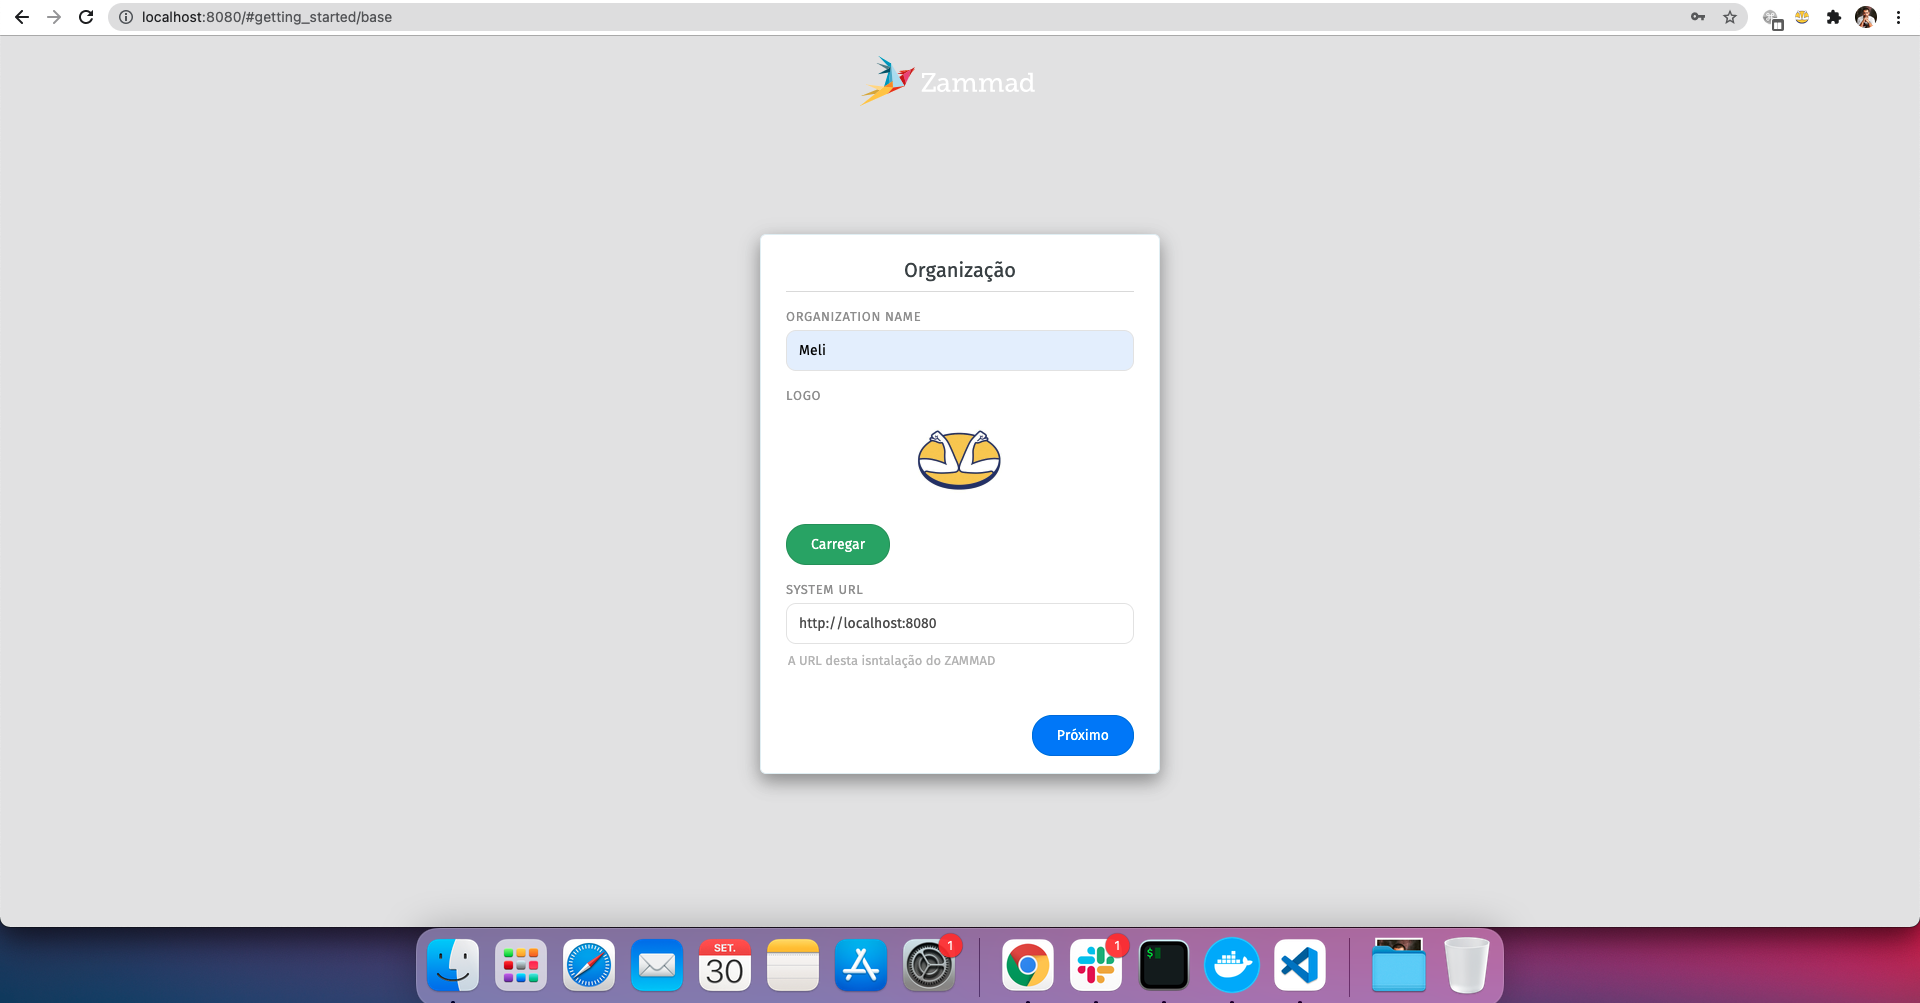 localhost:8080/#getting_started/base
Zammad
Organização
ORGANIZATION NAME
Meli
LOGO
Carregar
SYSTEM URL
http://localhost:8080
A URL desta isntalação do ZAMMAD
Próximo
SET.
30
1
1
$